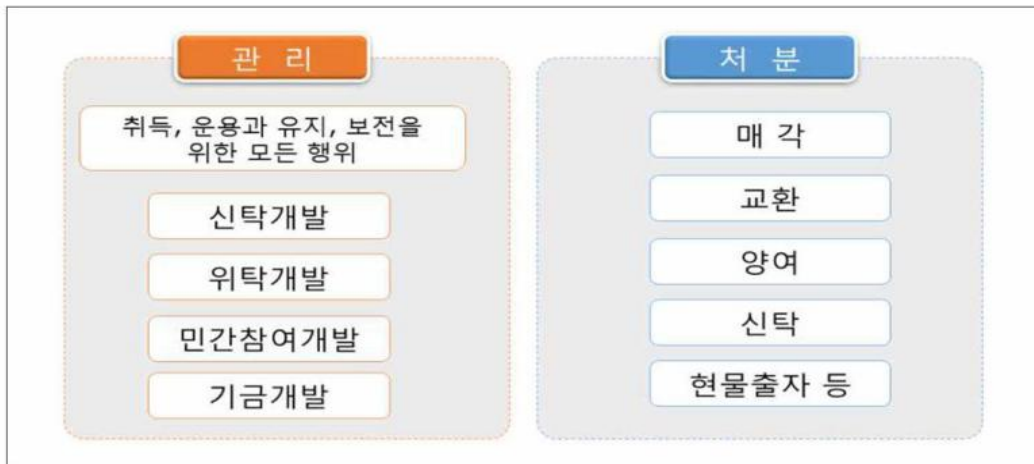 관 리
취득, 운용과 유지, 보전을
위한 모든 행위
신탁개발
위탁개발
민간참여개발
기금개발
처 분
매 각
교환
양여
신탁
현물출자 등